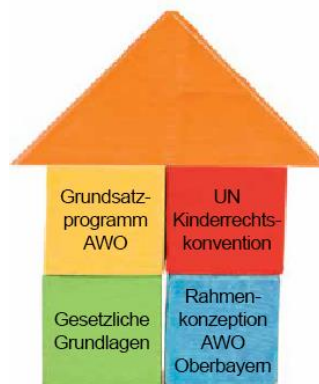 Grundsatz-
programm
AWO
UN
Kinderrechts-
konvention
Gesetzliche
Grundlagen
Rahmen-
konzeption
AWO
Oberbayern